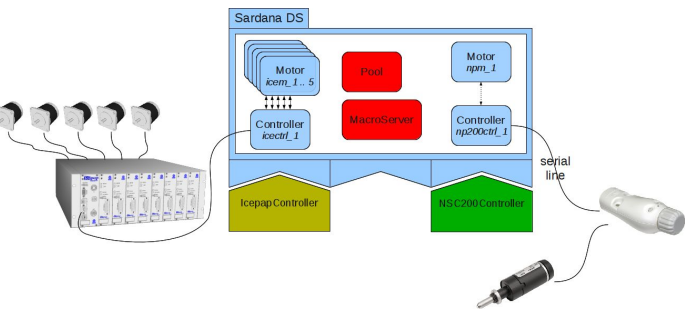 Sardana DS
Motor
icem_1 .. 5
Pool
Motor
npm_1
Controller
icectrl_1
MacroServer
Controller
np200ctrl_1
serial
line
IcepapController
NSC200Controller